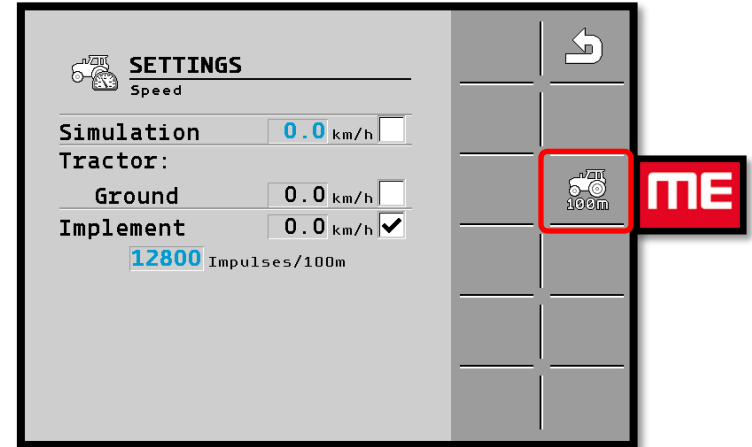 SETTINGS
Speed
Simulation 0.0 km/h
Tractor:
Ground 0.0 km/h
Implement 0.0 km/h
12800 Impulses/100m
100m
ME